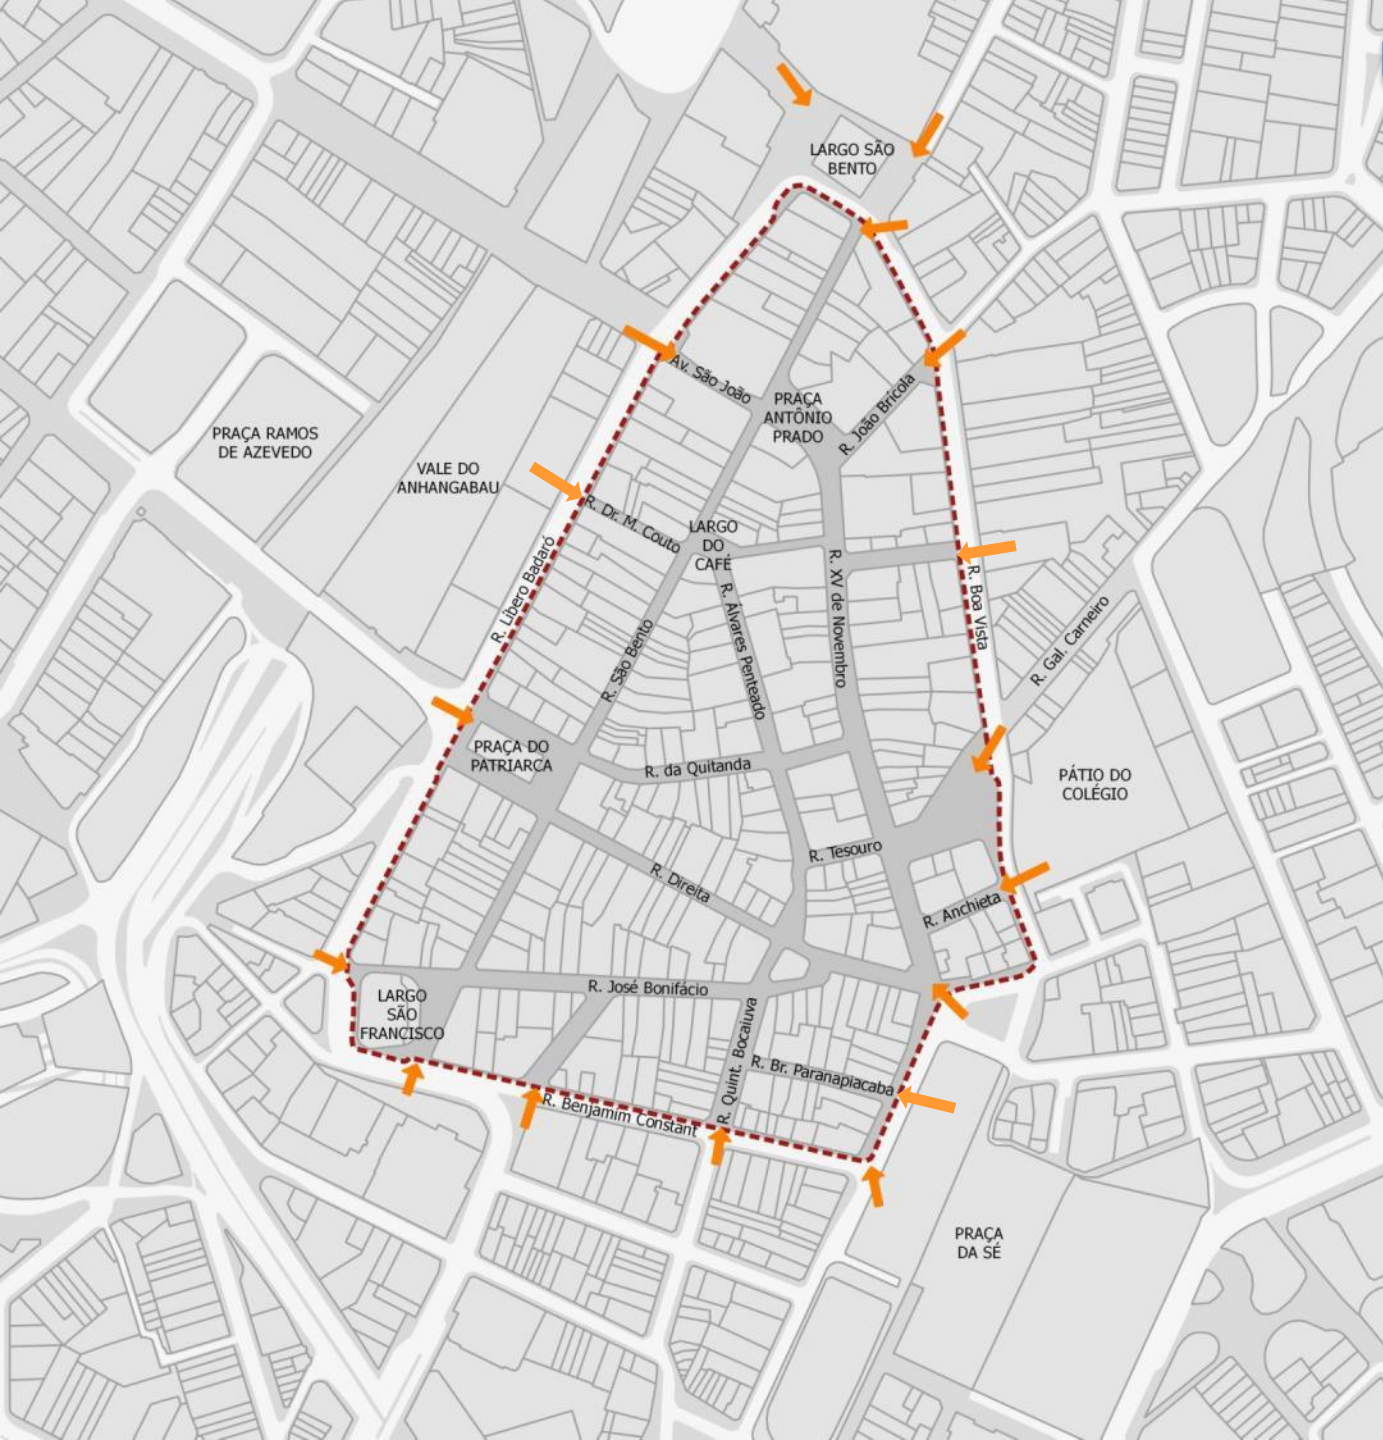 LARGO SÃO
BENTO
Av. São João
PRAÇA
ANTÔNIO
PRADO
R. João Brícola
PRAÇA RAMOS
DE AZEVEDO
VALE DO
ANHANGABAU
R. Dr. M. Couto
LARGO
DO
CAFÉ
R. Líbero Badaró
R. XV de Novembro
R. Boa Vista
R. Álvares Penteado
R. São Bento
R. Gal. Carneiro
PRAÇA DO
PATRIARCA
R. da Quitanda
PÁTIO DO
COLÉGIO
R. Tesouro
R. Direita
R. Anchieta
R. José Bonifácio
LARGO
SÃO
FRANCISCO
R. Quint. Bocaiuva
R. Br. Paranapiacaba
R. Benjamim Constant
PRAÇA
DA SÉ